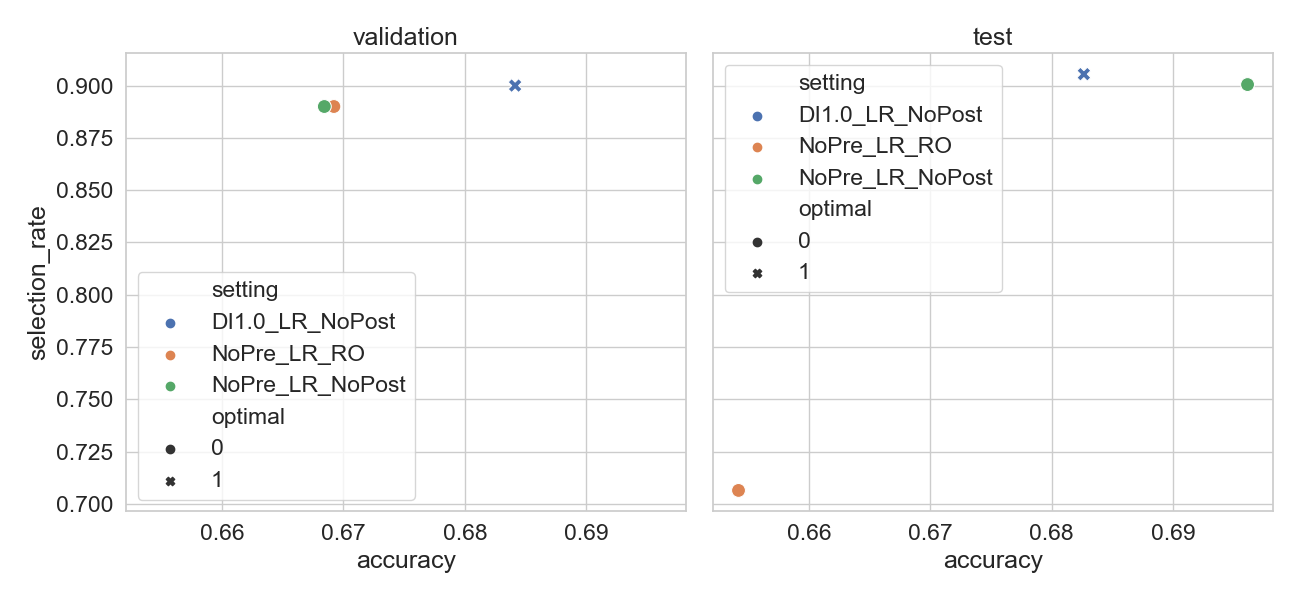 validation
selection_rate
0.900
0.875
0.850
0.825
0.800
0.775
0.750
0.725
0.700
setting
DI1.0_LR_NoPost
NoPre_LR_RO
NoPre_LR_NoPost
optimal
0
1
0.66 0.67 0.68 0.69
accuracy
test
setting
DI1.0_LR_NoPost
NoPre_LR_RO
NoPre_LR_NoPost
optimal
0
1
0.66 0.67 0.68 0.69
accuracy